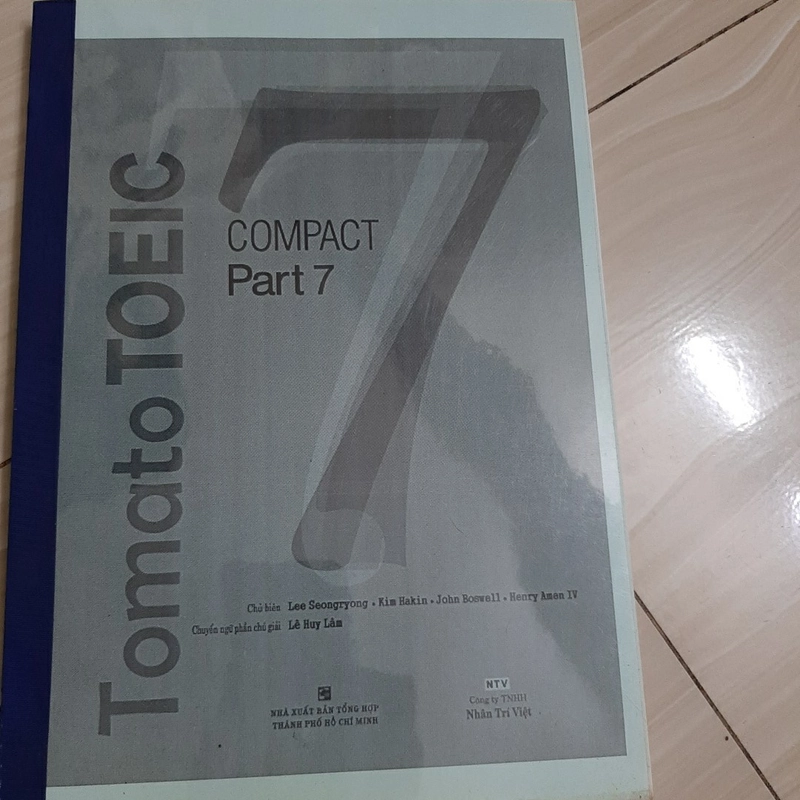 Tomato TOEIC
7
COMPACT
Part 7
Chủ biên Lee Seongryong • Kim Hakin • John Boswell • Henry Amen IV
Chuyển ngữ phần chú giải Lê Huy Lâm
NHÀ XUẤT BẢN TỔNG HỢP
THÀNH PHỐ HỒ CHÍ MINH
NTV
Công ty TNHH
Nhân Trí Việt